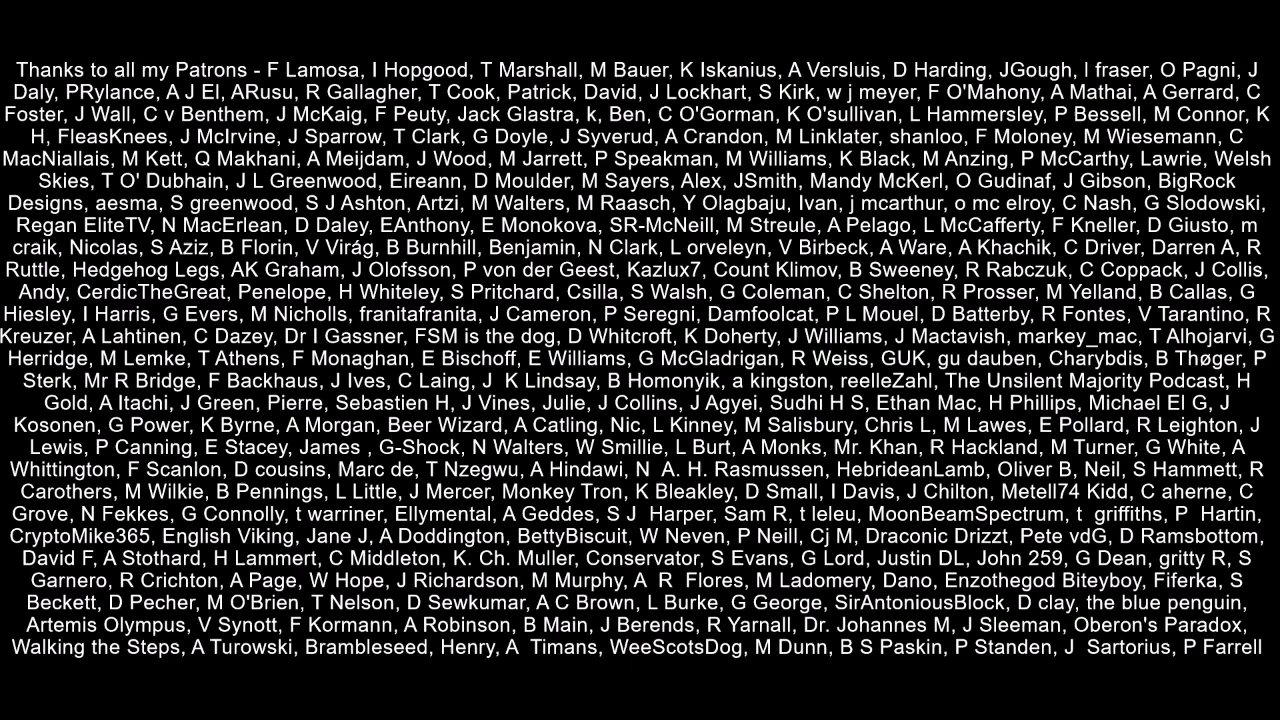 Thanks to all my Patrons - F Lamosa, I Hopgood, T Marshall, M Bauer, K Iskanius, A Versluis, D Harding, JGough, I fraser, O Pagni, J
Daly, PRylance, A J El, ARusu, R Gallagher, T Cook, Patrick, David, J Lockhart, S Kirk, w j meyer, F O'Mahony, A Mathai, A Gerrard, C
Foster, J Wall, C v Benthem, J McKaig, F Peuty, Jack Glastra, k, Ben, C O'Gorman, K O'sullivan, L Hammersley, P Bessell, M Connor, K
H, FleasKnees, J McIrvine, J Sparrow, T Clark, G Doyle, J Syverud, A Crandon, M Linklater, shanloo, F Moloney, M Wiesemann, C
MacNiallais, M Kett, Q Makhani, A Meijdam, J Wood, M Jarrett, P Speakman, M Williams, K Black, M Anzing, P McCarthy, Lawrie, Welsh
Skies, T O' Dubhain, J L Greenwood, Eireann, D Moulder, M Sayers, Alex, JSmith, Mandy McKerl, O Gudinaf, J Gibson, BigRock
Designs, aesma, S greenwood, S J Ashton, Artzi, M Walters, M Raasch, Y Olagbaju, Ivan, j mcarthur, o mc elroy, C Nash, G Slodowski,
Regan EliteTV, N MacErlean, D Daley, EAnthony, E Monokova, SR-McNeill, M Streule, A Pelago, L McCafferty, F Kneller, D Giusto, m
craik, Nicolas, S Aziz, B Florin, V Virág, B Burnhill, Benjamin, N Clark, L orveleyn, V Birbeck, A Ware, A Khachik, C Driver, Darren A, R
Ruttle, Hedgehog Legs, AK Graham, J Olofsson, P von der Geest, Kazlux7, Count Klimov, B Sweeney, R Rabczuk, C Coppack, J Collis,
Andy, CerdicTheGreat, Penelope, H Whiteley, S Pritchard, Csilla, S Walsh, G Coleman, C Shelton, R Prosser, M Yelland, B Callas, G
Hiesley, I Harris, G Evers, M Nicholls, franitafranita, J Cameron, P Seregni, Damfoolcat, P L Mouel, D Batterby, R Fontes, V Tarantino, R
Kreuzer, A Lahtinen, C Dazey, Dr I Gassner, FSM is the dog, D Whitcroft, K Doherty, J Williams, J Mactavish, markey_mac, T Alhojarvi, G
Herridge, M Lemke, T Athens, F Monaghan, E Bischoff, E Williams, G McGladrigan, R Weiss, GUK, gu dauben, Charybdis, B Thøger, P
Sterk, Mr R Bridge, F Backhaus, J Ives, C Laing, J  K Lindsay, B Homonyik, a kingston, reelleZahl, The Unsilent Majority Podcast, H
Gold, A Itachi, J Green, Pierre, Sebastien H, J Vines, Julie, J Collins, J Agyei, Sudhi H S, Ethan Mac, H Phillips, Michael El G, J
Kosonen, G Power, K Byrne, A Morgan, Beer Wizard, A Catling, Nic, L Kinney, M Salisbury, Chris L, M Lawes, E Pollard, R Leighton, J
Lewis, P Canning, E Stacey, James , G-Shock, N Walters, W Smillie, L Burt, A Monks, Mr. Khan, R Hackland, M Turner, G White, A
Whittington, F Scanlon, D cousins, Marc de, T Nzegwu, A Hindawi, N  A. H. Rasmussen, HebrideanLamb, Oliver B, Neil, S Hammett, R
Carothers, M Wilkie, B Pennings, L Little, J Mercer, Monkey Tron, K Bleakley, D Small, I Davis, J Chilton, Metell74 Kidd, C aherne, C
Grove, N Fekkes, G Connolly, t warriner, Ellymental, A Geddes, S J  Harper, Sam R, t leleu, MoonBeamSpectrum, t  griffiths, P  Hartin,
CryptoMike365, English Viking, Jane J, A Doddington, BettyBiscuit, W Neven, P Neill, Cj M, Draconic Drizzt, Pete vdG, D Ramsbottom,
David F, A Stothard, H Lammert, C Middleton, K. Ch. Muller, Conservator, S Evans, G Lord, Justin DL, John 259, G Dean, gritty R, S
Garnero, R Crichton, A Page, W Hope, J Richardson, M Murphy, A  R  Flores, M Ladomery, Dano, Enzothegod Biteyboy, Fiferka, S
Beckett, D Pecher, M O'Brien, T Nelson, D Sewkumar, A C Brown, L Burke, G George, SirAntoniousBlock, D clay, the blue penguin,
Artemis Olympus, V Synott, F Kormann, A Robinson, B Main, J Berends, R Yarnall, Dr. Johannes M, J Sleeman, Oberon's Paradox,
Walking the Steps, A Turowski, Brambleseed, Henry, A  Timans, WeeScotsDog, M Dunn, B S Paskin, P Standen, J  Sartorius, P Farrell